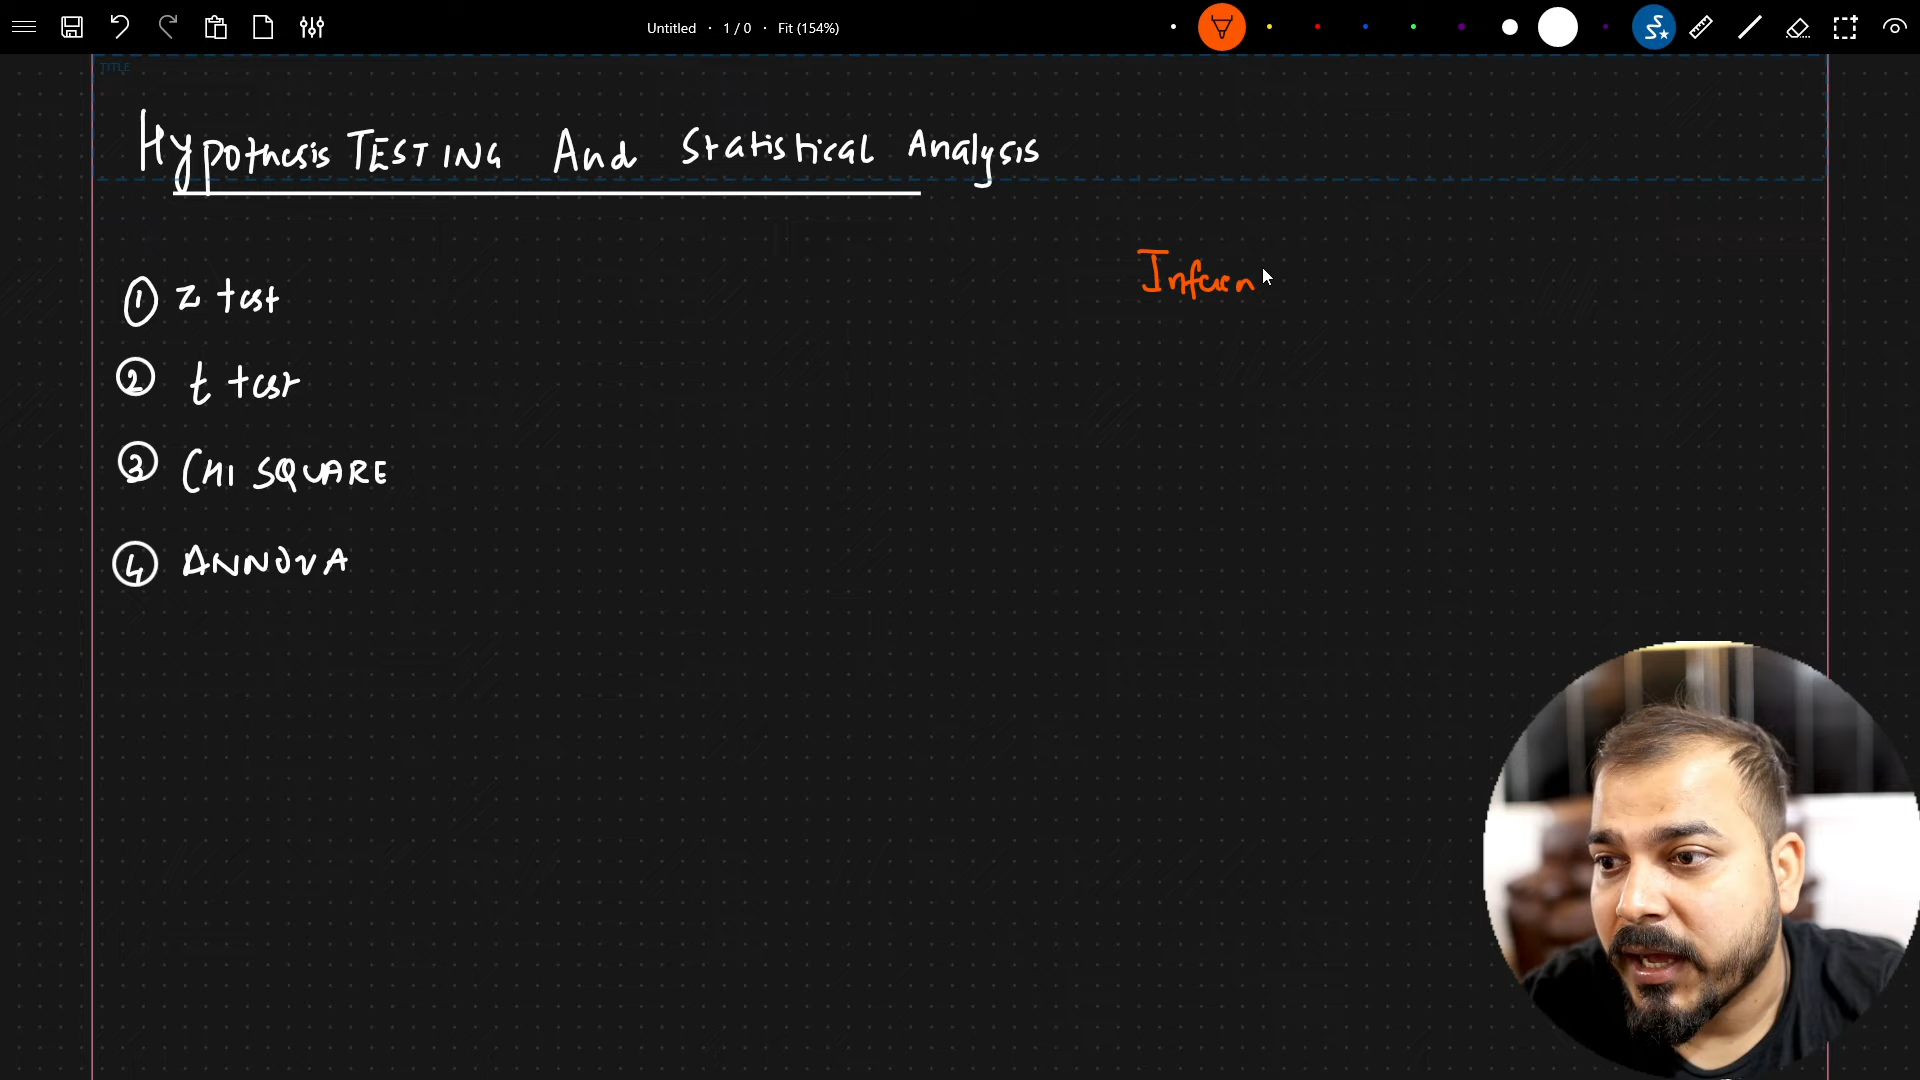 Untitled · 1 / 0 · Fit (154%)
TITLE
Hypothesis TESTING And Statistical Analysis
Inferen
① z test
② t test
③ CHI SQUARE
④ ANNOVA